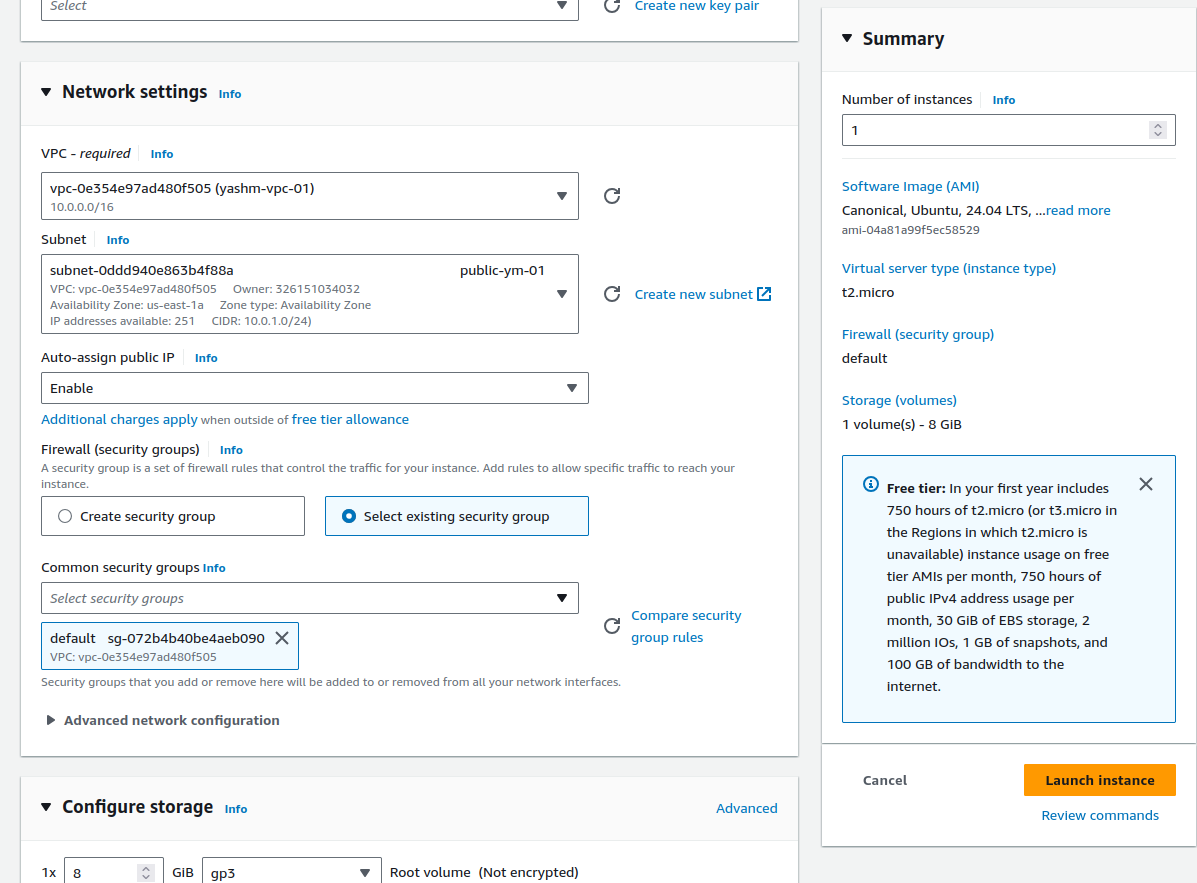 Select
Create new key pair
Network settings Info
VPC - required Info
vpc-0e354e97ad480f505 (yashm-vpc-01)
10.0.0.0/16
Subnet Info
subnet-0ddd940e863b4f88a public-ym-01
VPC: vpc-0e354e97ad480f505 Owner: 326151034032
Availability Zone: us-east-1a Zone type: Availability Zone
IP addresses available: 251 CIDR: 10.0.1.0/24)
Create new subnet
Auto-assign public IP Info
Enable
Additional charges apply when outside of free tier allowance
Firewall (security groups) Info
A security group is a set of firewall rules that control the traffic for your instance. Add rules to allow specific traffic to reach your
instance.
Create security group
Select existing security group
Common security groups Info
Select security groups
default sg-072b4b40be4aeb090
VPC: vpc-0e354e97ad480f505
Compare security
group rules
Security groups that you add or remove here will be added to or removed from all your network interfaces.
Advanced network configuration
Configure storage Info
Advanced
1x 8 GiB gp3 Root volume (Not encrypted)
Summary
Number of instances Info
1
Software Image (AMI)
Canonical, Ubuntu, 24.04 LTS, ...read more
ami-04a81a99f5ec58529
Virtual server type (instance type)
t2.micro
Firewall (security group)
default
Storage (volumes)
1 volume(s) - 8 GiB
Free tier: In your first year includes
750 hours of t2.micro (or t3.micro in
the Regions in which t2.micro is
unavailable) instance usage on free
tier AMIs per month, 750 hours of
public IPv4 address usage per
month, 30 GiB of EBS storage, 2
million IOs, 1 GB of snapshots, and
100 GB of bandwidth to the
internet.
Cancel
Launch instance
Review commands